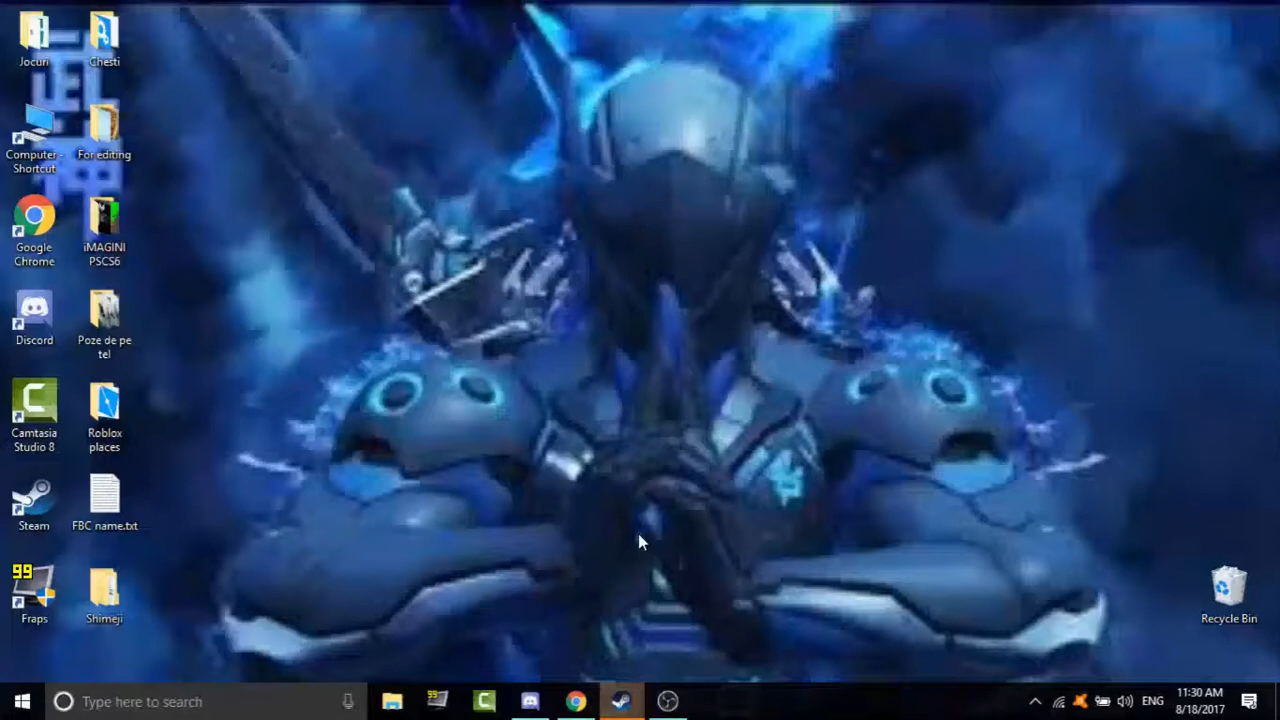 Jocuri
Chesti
Computer -
Shortcut
For editing
Google
Chrome
iMAGINI
PSCS6
Discord
Poze de pe
tel
Camtasia
Studio 8
Roblox
places
Steam
FBC name.txt
99
Fraps
Shimeji
Recycle Bin
Type here to search
99
ENG
11:30 AM
8/18/2017